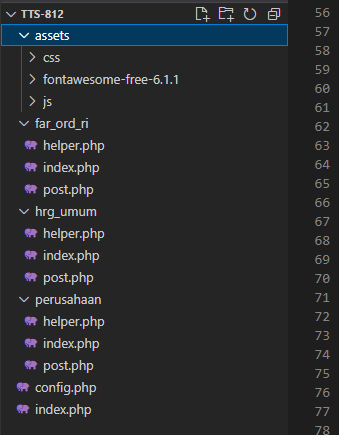 TTS-812
assets
css
fontawesome-free-6.1.1
js
far_ord_ri
helper.php
index.php
post.php
hrg_umum
helper.php
index.php
post.php
perusahaan
helper.php
index.php
post.php
config.php
index.php
56
57
58
59
60
61
62
63
64
65
66
67
68
69
70
71
72
73
74
75
76
77
78